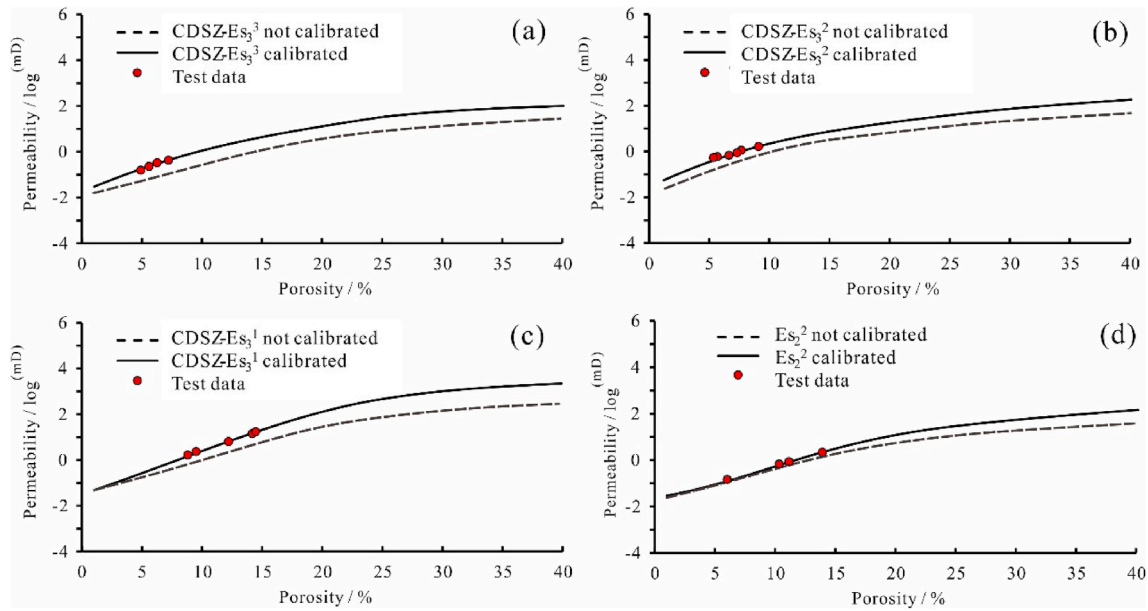 (a)
CDSZ-Es₃³ not calibrated
CDSZ-Es₃³ calibrated
Test data
6
4
2
0
-2
-4
Permeability / log(mD)
0 5 10 15 20 25 30 35 40
Porosity / %
(b)
CDSZ-Es₃² not calibrated
CDSZ-Es₃² calibrated
Test data
6
4
2
0
-2
-4
Permeability / log(mD)
0 5 10 15 20 25 30 35 40
Porosity / %
(c)
CDSZ-Es₃¹ not calibrated
CDSZ-Es₃¹ calibrated
Test data
6
4
2
0
-2
-4
Permeability / log(mD)
0 5 10 15 20 25 30 35 40
Porosity / %
(d)
Es₂² not calibrated
Es₂² calibrated
Test data
6
4
2
0
-2
-4
Permeability / log(mD)
0 5 10 15 20 25 30 35 40
Porosity / %